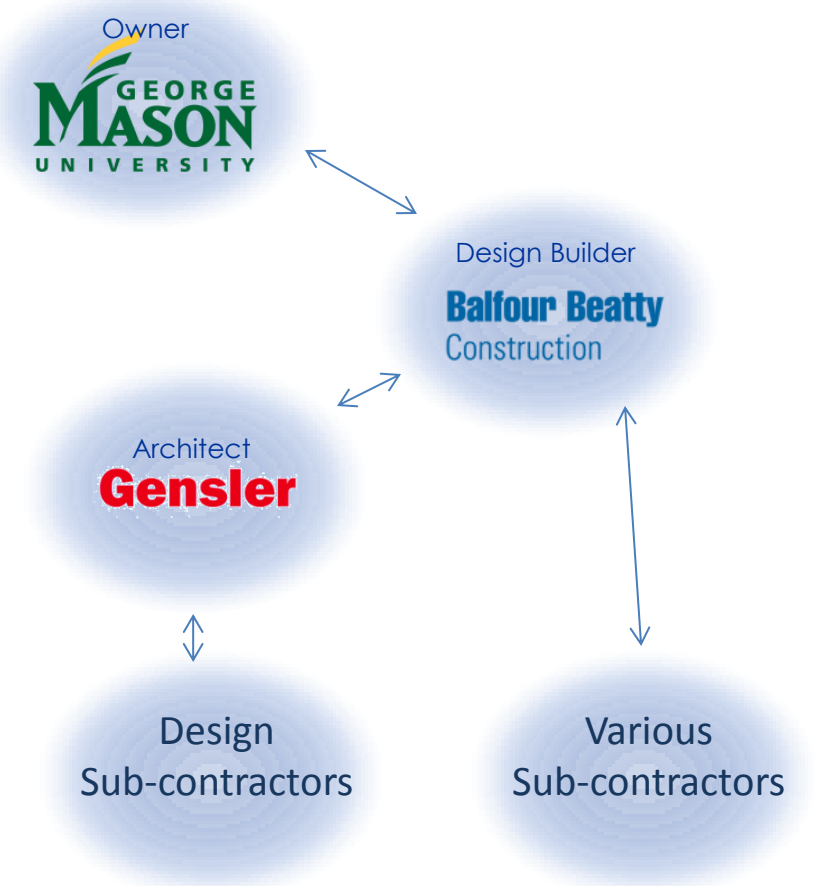 Owner
GEORGE
MASON
UNIVERSITY
Design Builder
Balfour Beatty
Construction
Architect
Gensler
Design
Sub-contractors
Various
Sub-contractors